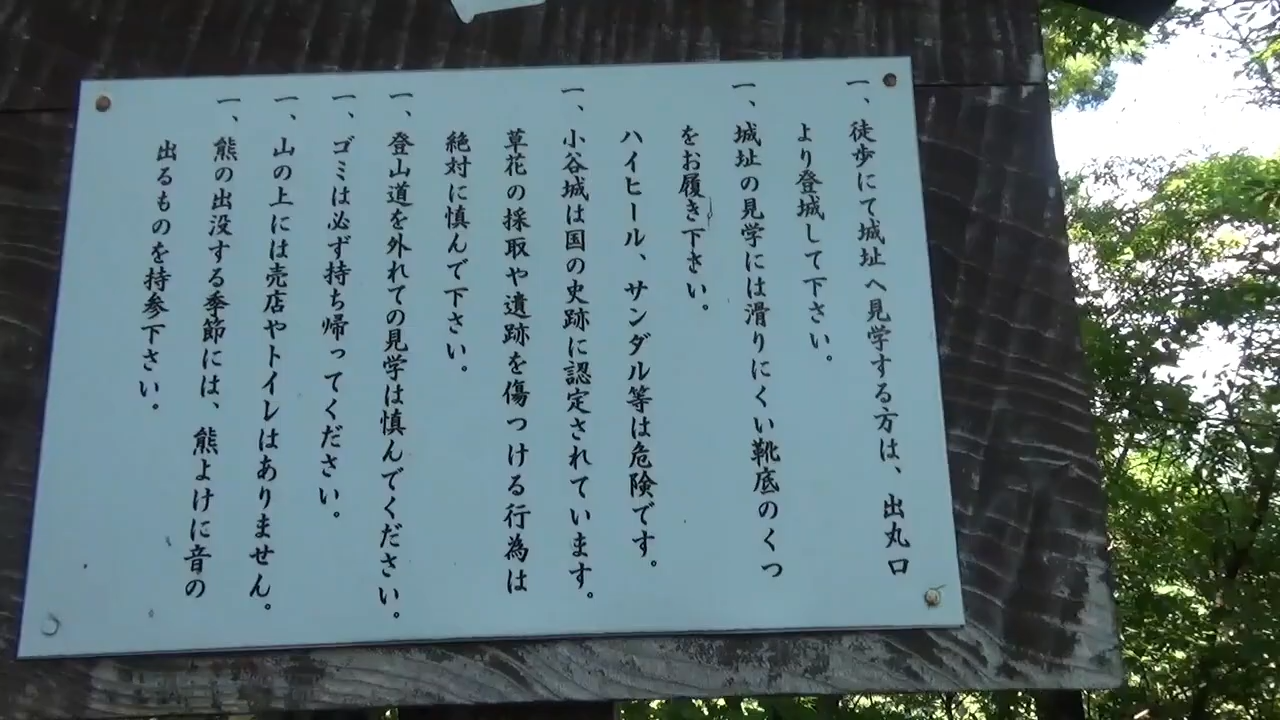 一、徒歩にて城址へ見学する方は、出丸口
より登城して下さい。
一、城址の見学には滑りにくい靴底のくつ
をお履き下さい。
ハイヒール、サンダル等は危険です。
一、小谷城は国の史跡に認定されています。
草花の採取や遺跡を傷つける行為は
絶対に慎んで下さい。
一、登山道を外れての見学は慎んでください。
一、ゴミは必ず持ち帰ってください。
一、山の上には売店やトイレはありません。
一、熊の出没する季節には、熊よけに音の
出るものを持参下さい。